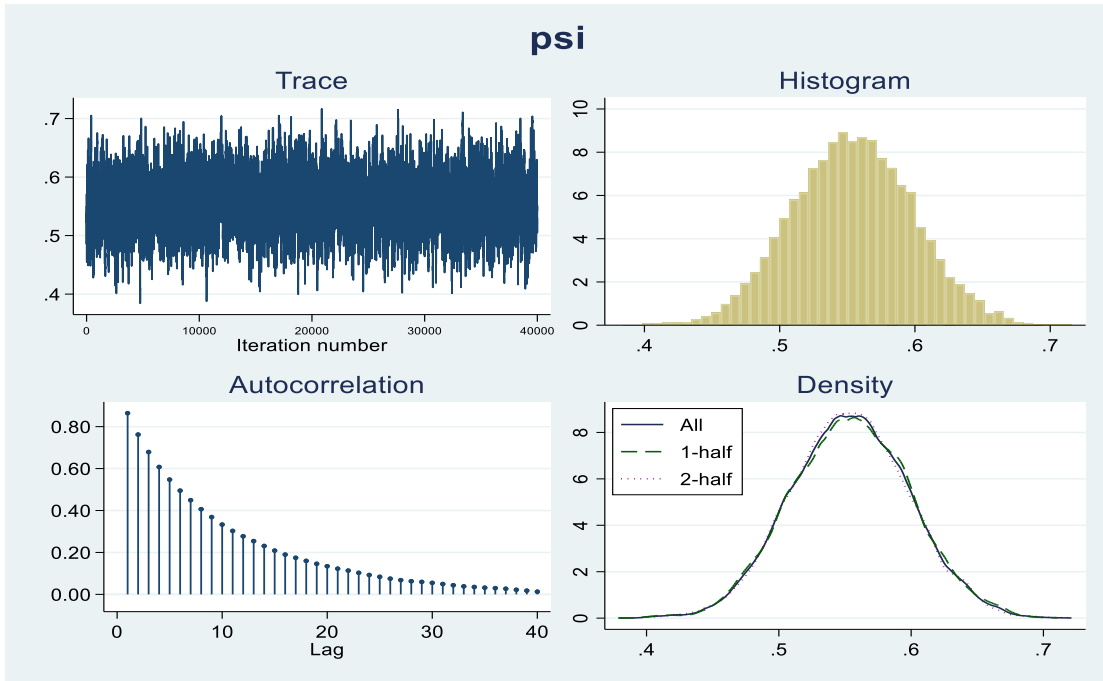 psi
Trace
.7
.6
.5
.4
0 10000 20000 30000 40000
Iteration number
Histogram
10
8
6
4
2
0
.4 .5 .6 .7
Autocorrelation
0.80
0.60
0.40
0.20
0.00
0 10 20 30 40
Lag
Density
All
1-half
2-half
8
6
4
2
0
.4 .5 .6 .7